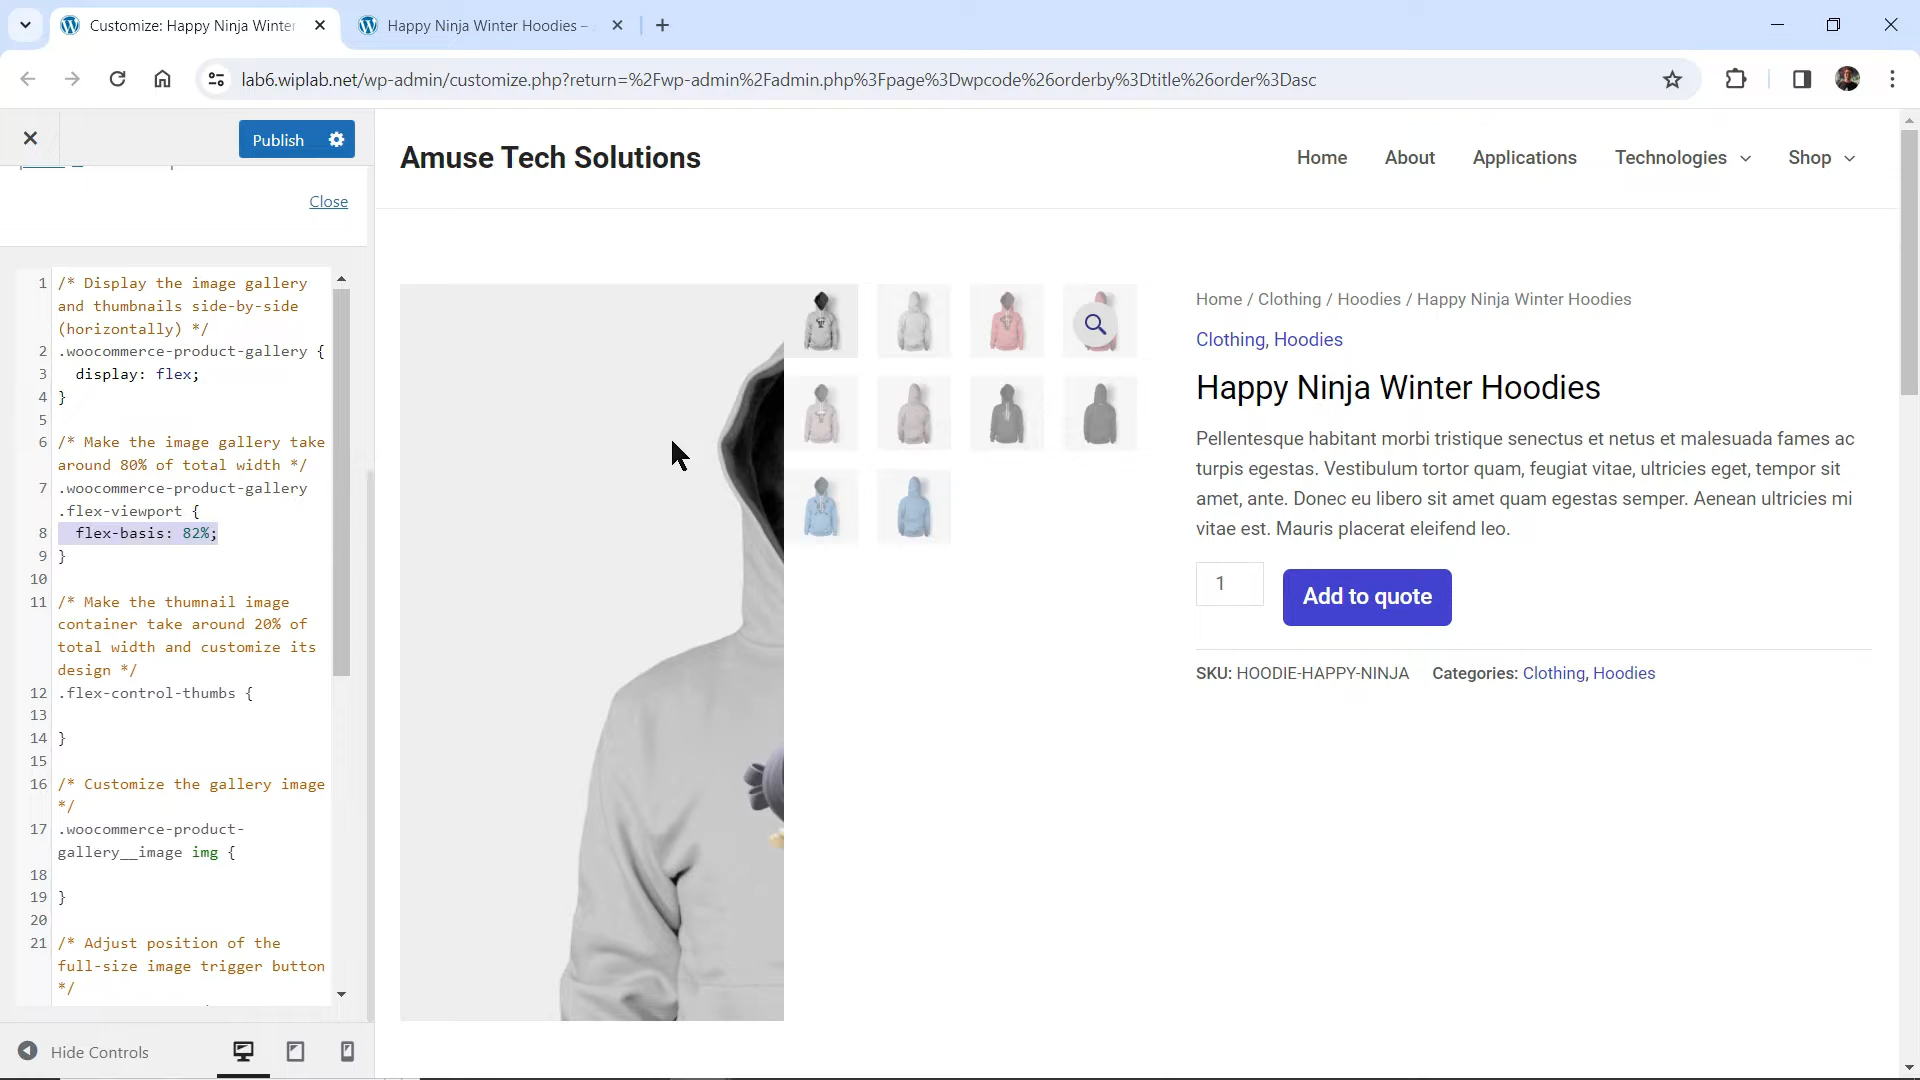 Customize: Happy Ninja Winter
Happy Ninja Winter Hoodies –
lab6.wiplab.net/wp-admin/customize.php?return=%2Fwp-admin%2Fadmin.php%3Fpage%3Dwpcode%26orderby%3Dtitle%26order%3Dasc
Publish
Close
1 /* Display the image gallery
and thumbnails side-by-side
(horizontally) */
2 .woocommerce-product-gallery {
3 display: flex;
4 }
5
6 /* Make the image gallery take
around 80% of total width */
7 .woocommerce-product-gallery
.flex-viewport {
8 flex-basis: 82%;
9 }
10
11 /* Make the thumnail image
container take around 20% of
total width and customize its
design */
12 .flex-control-thumbs {
13
14 }
15
16 /* Customize the gallery image
*/
17 .woocommerce-product-
gallery__image img {
18
19 }
20
21 /* Adjust position of the
full-size image trigger button
*/
Hide Controls
Amuse Tech Solutions
Home About Applications Technologies Shop
Home / Clothing / Hoodies / Happy Ninja Winter Hoodies
Clothing, Hoodies
Happy Ninja Winter Hoodies
Pellentesque habitant morbi tristique senectus et netus et malesuada fames ac
turpis egestas. Vestibulum tortor quam, feugiat vitae, ultricies eget, tempor sit
amet, ante. Donec eu libero sit amet quam egestas semper. Aenean ultricies mi
vitae est. Mauris placerat eleifend leo.
1 Add to quote
SKU: HOODIE-HAPPY-NINJA Categories: Clothing, Hoodies